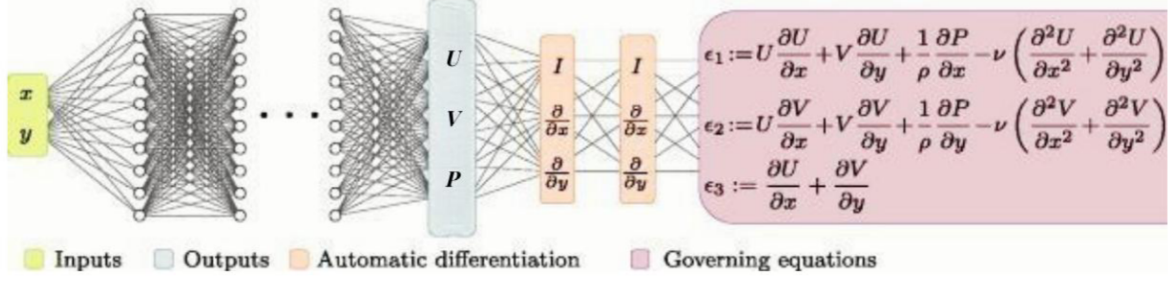 x
y
. . .
U
V
P
I
∂/∂x
∂/∂y
I
∂/∂x
∂/∂y
ϵ₁:=U ∂U/∂x + V ∂U/∂y + 1/ρ ∂P/∂x − ν (∂²U/∂x² + ∂²U/∂y²)
ϵ₂:=U ∂V/∂x + V ∂V/∂y + 1/ρ ∂P/∂y − ν (∂²V/∂x² + ∂²V/∂y²)
ϵ₃ := ∂U/∂x + ∂V/∂y
Inputs Outputs Automatic differentiation Governing equations